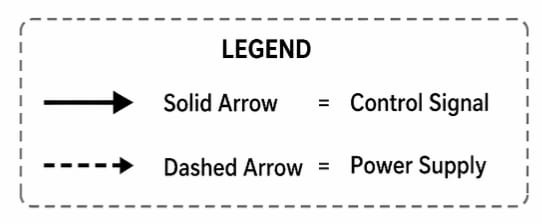 LEGEND
Solid Arrow = Control Signal
Dashed Arrow = Power Supply